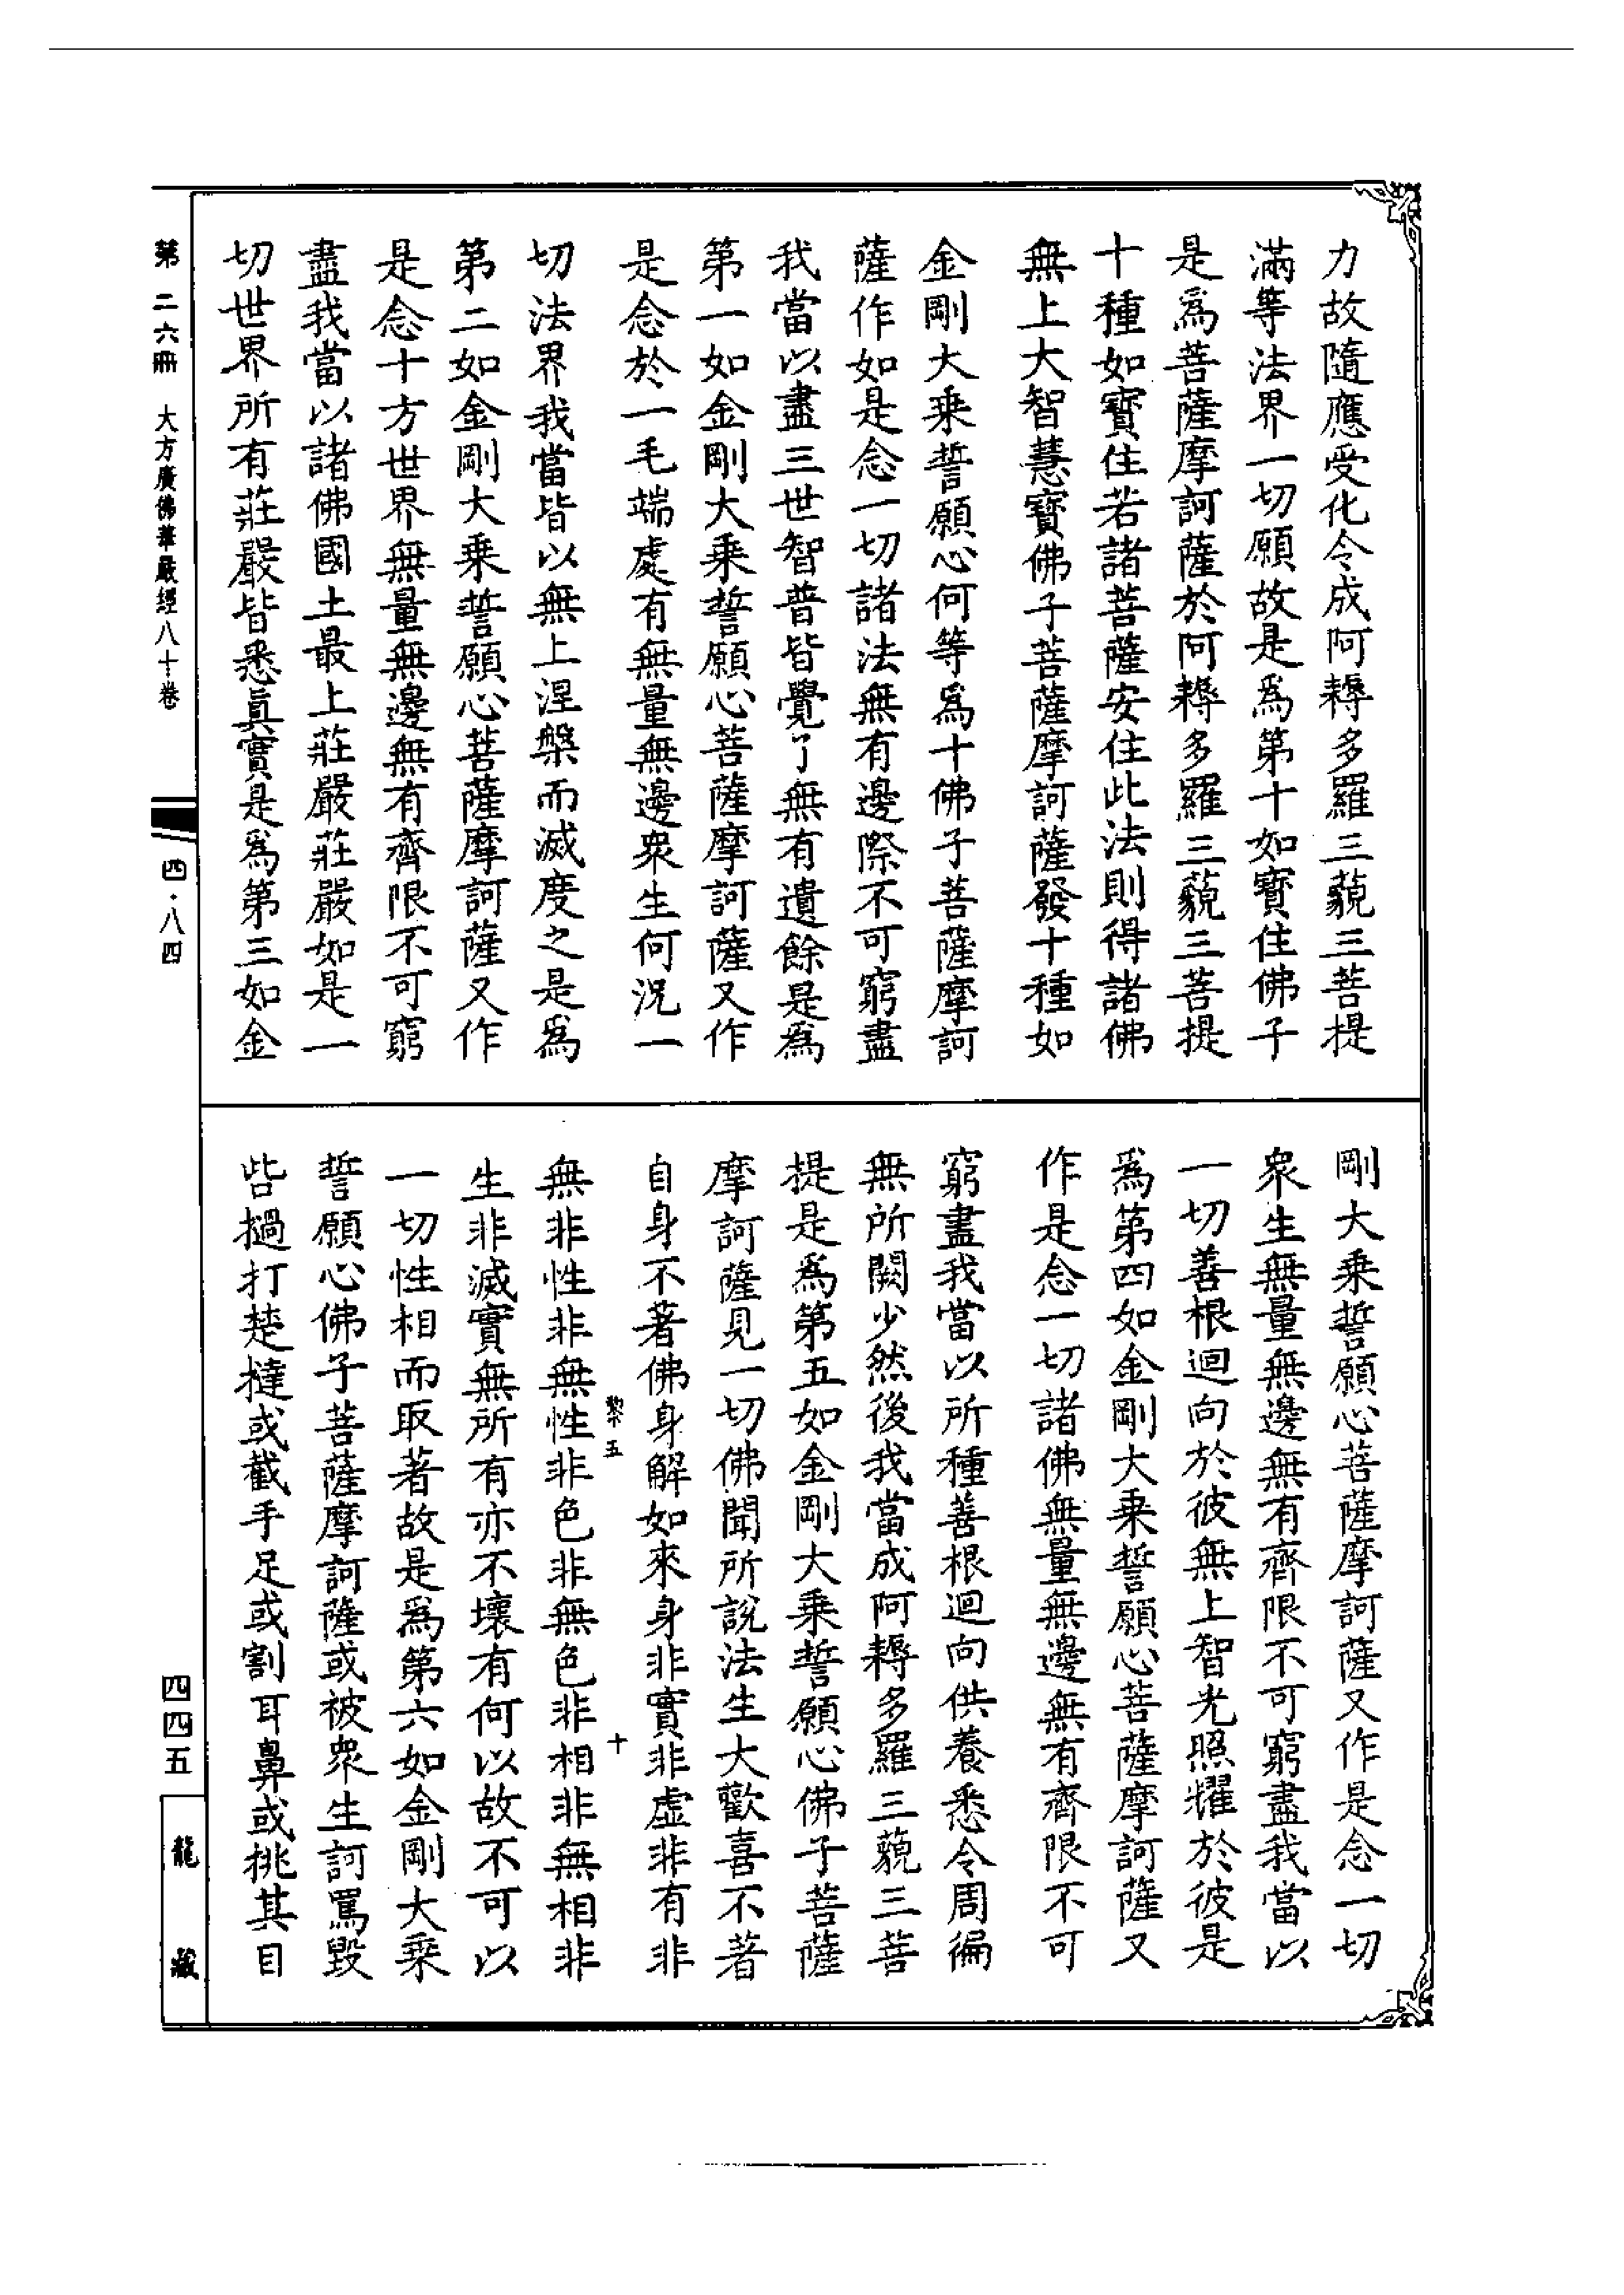 力故隨應受化令成阿耨多羅三藐三菩提
滿等法界一切願故是爲第十如寶住佛子
是爲菩薩摩訶薩於阿耨多羅三藐三菩提
十種如寶住若諸菩薩安住此法則得諸佛
無上大智慧寶佛子菩薩摩訶薩發十種如
金剛大乗誓願心何等爲十佛子菩薩摩訶
薩作如是念一切諸法無有邊際不可窮盡
我當以盡三世智普皆覺了無有遺餘是爲
第一如金剛大乗誓願心菩薩摩訶薩又作
是念於一毛端處有無量無邊衆生何況一
切法界我當皆以無上涅槃而滅度之是爲
第二如金剛大乗誓願心菩薩摩訶薩又作
是念十方世界無量無邊無有齊限不可窮
盡我當以諸佛國土最上莊嚴莊嚴如是一
切世界所有莊嚴皆悉眞實是爲第三如金
剛大乗誓願心菩薩摩訶薩又作是念一切
衆生無量無邊無有齊限不可窮盡我當以
一切善根迴向於彼無上智光照耀於彼是
爲第四如金剛大乗誓願心菩薩摩訶薩又
作是念一切諸佛無量無邊無有齊限不可
窮盡我當以所種善根迴向供養悉令周徧
無所闕少然後我當成阿耨多羅三藐三菩
提是爲第五如金剛大乗誓願心佛子菩薩
摩訶薩見一切佛聞所說法生大歡喜不著
自身不著佛身解如來身非實非虛非有非
黎五 十
無非性非無性非色非無色非相非無相非
生非滅實無所有亦不壞有何以故不可以
一切性相而取著故是爲第六如金剛大乗
誓願心佛子菩薩摩訶薩或被衆生訶罵毀
呰撾打楚撻或截手足或割耳鼻或挑其目
第二六冊 大方廣佛華嚴經八十卷
四·八四
四四五
龍藏